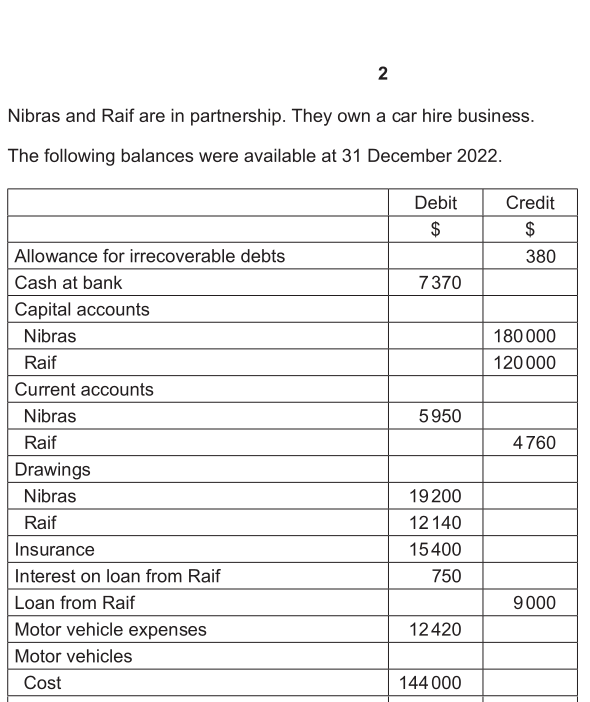 2
Nibras and Raif are in partnership. They own a car hire business.
The following balances were available at 31 December 2022.
Debit Credit
$ $
Allowance for irrecoverable debts 380
Cash at bank 7370
Capital accounts
Nibras 180000
Raif 120000
Current accounts
Nibras 5950
Raif 4760
Drawings
Nibras 19200
Raif 12140
Insurance 15400
Interest on loan from Raif 750
Loan from Raif 9000
Motor vehicle expenses 12420
Motor vehicles
Cost 144000